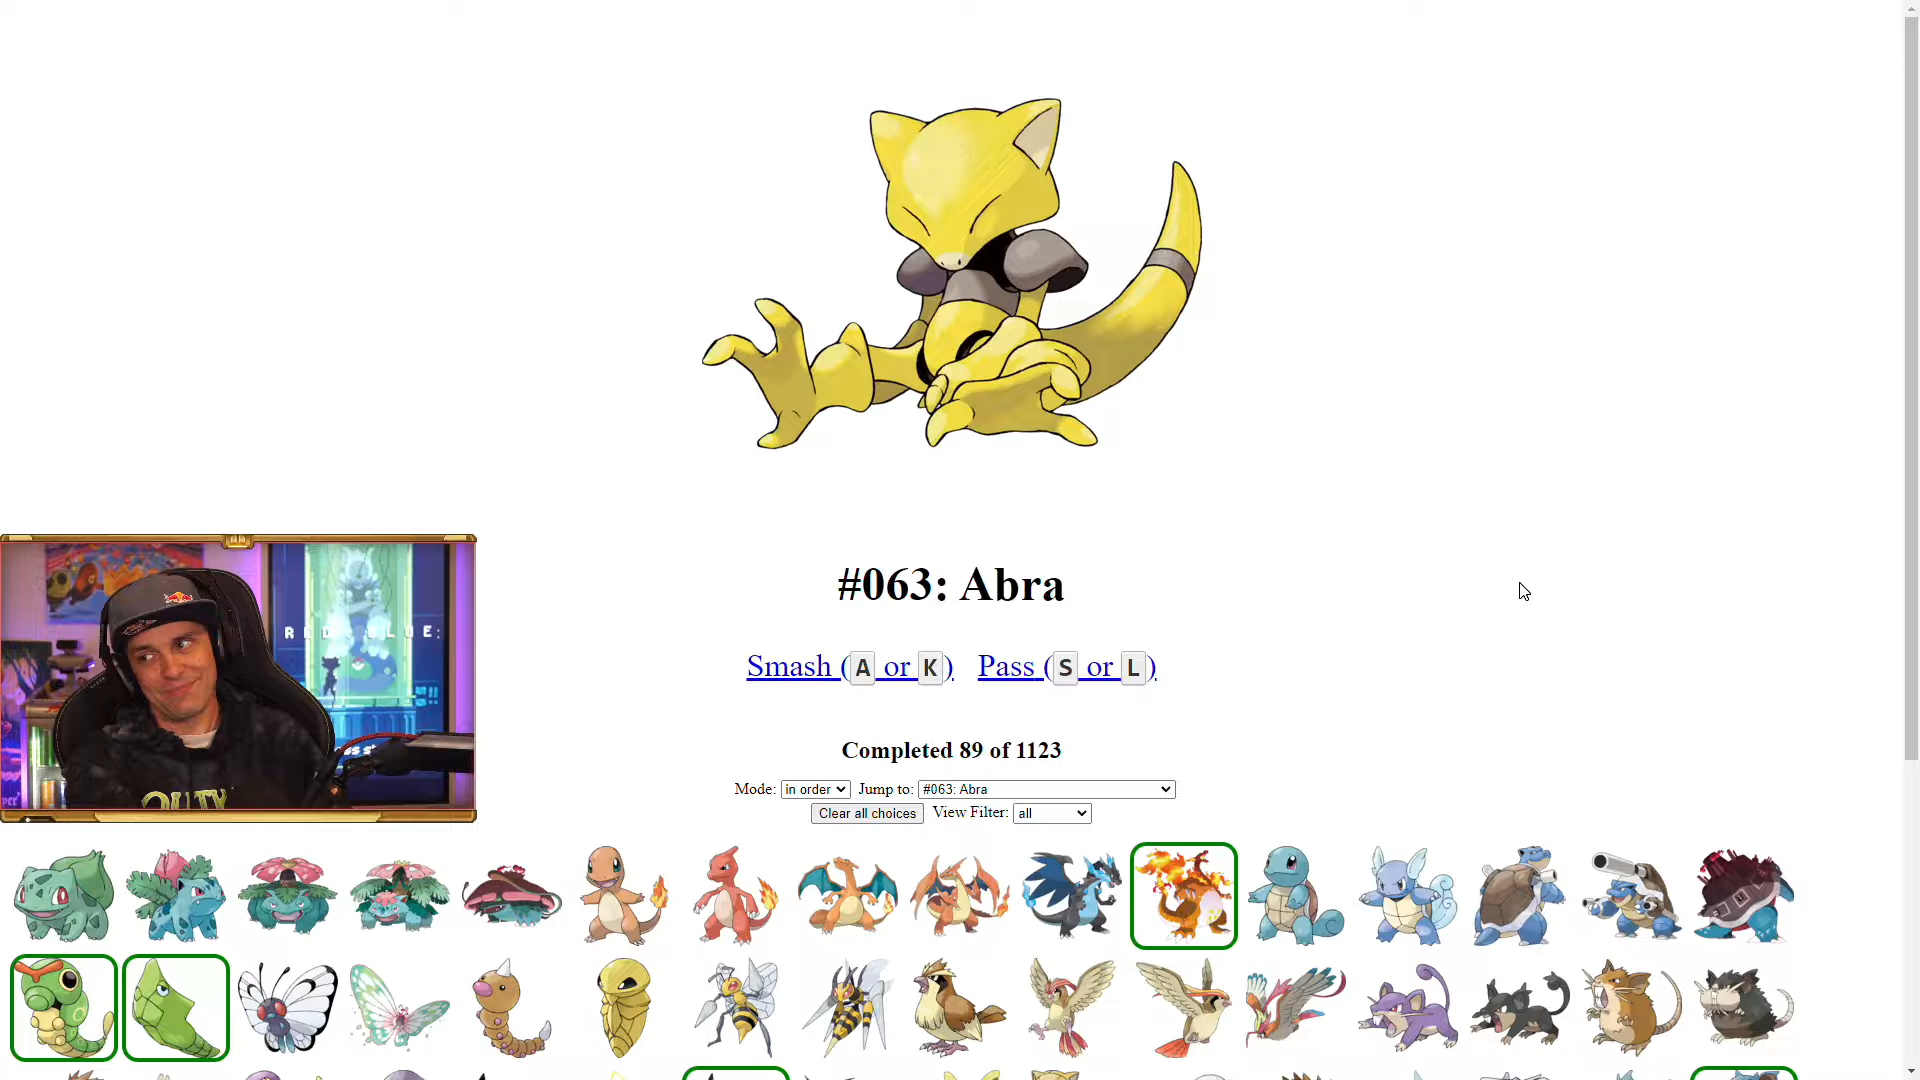 #063: Abra
Smash (A or K) Pass (S or L)
Completed 89 of 1123
Mode: in order Jump to: #063: Abra
Clear all choices View Filter: all